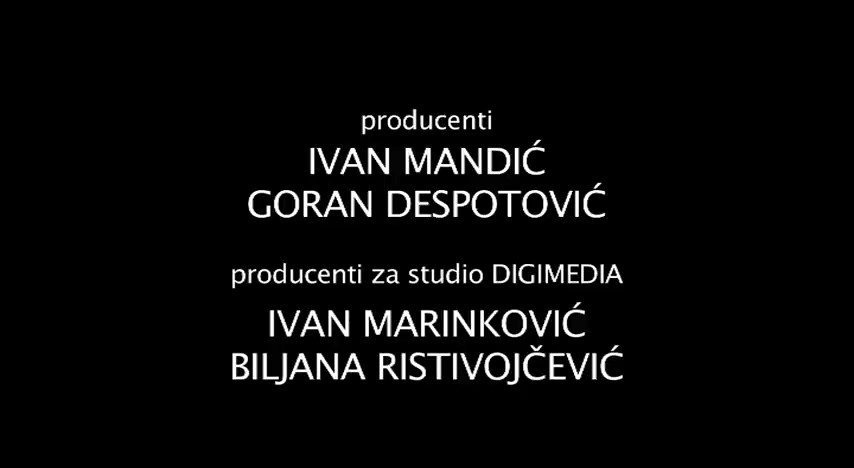 producenti
IVAN MANDIĆ
GORAN DESPOTOVIĆ
producenti za studio DIGIMEDIA
IVAN MARINKOVIĆ
BILJANA RISTIVOJČEVIĆ